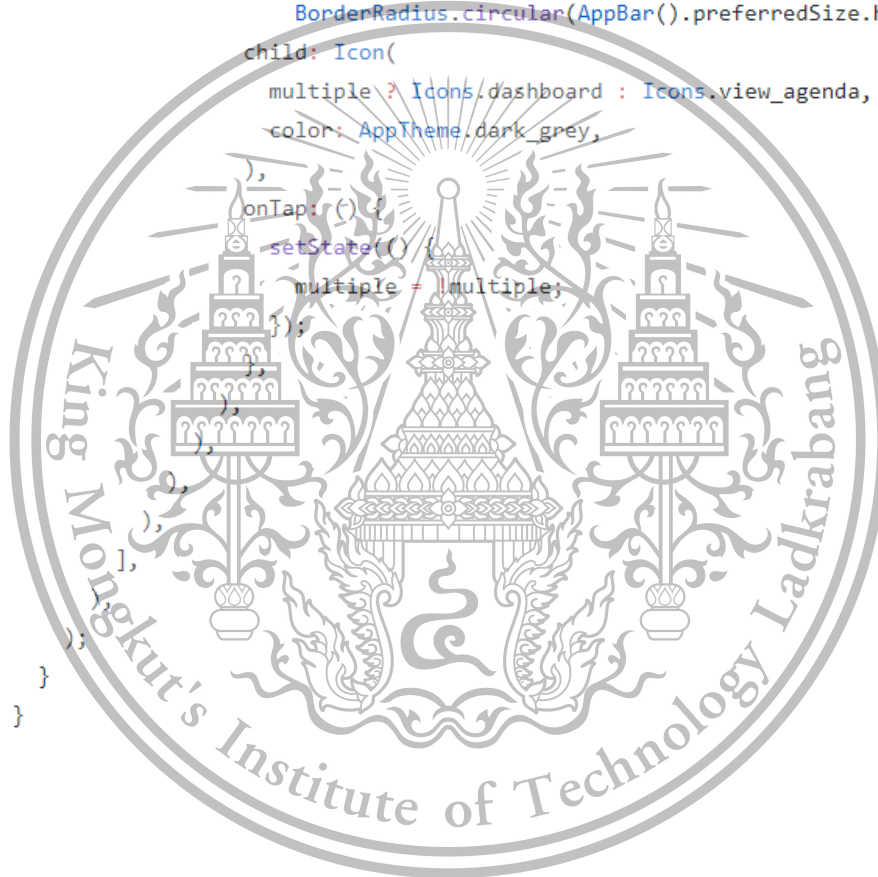 BorderRadius.circular(AppBar().preferredSize.
child: Icon(
multiple ? Icons.dashboard : Icons.view_agenda,
color: AppTheme.dark_grey,
),
onTap: () {
setState(() {
multiple = !multiple;
});
},
),
),
),
),
],
),
);
}
}
King Mongkut's Institute of Technology Ladkrabang